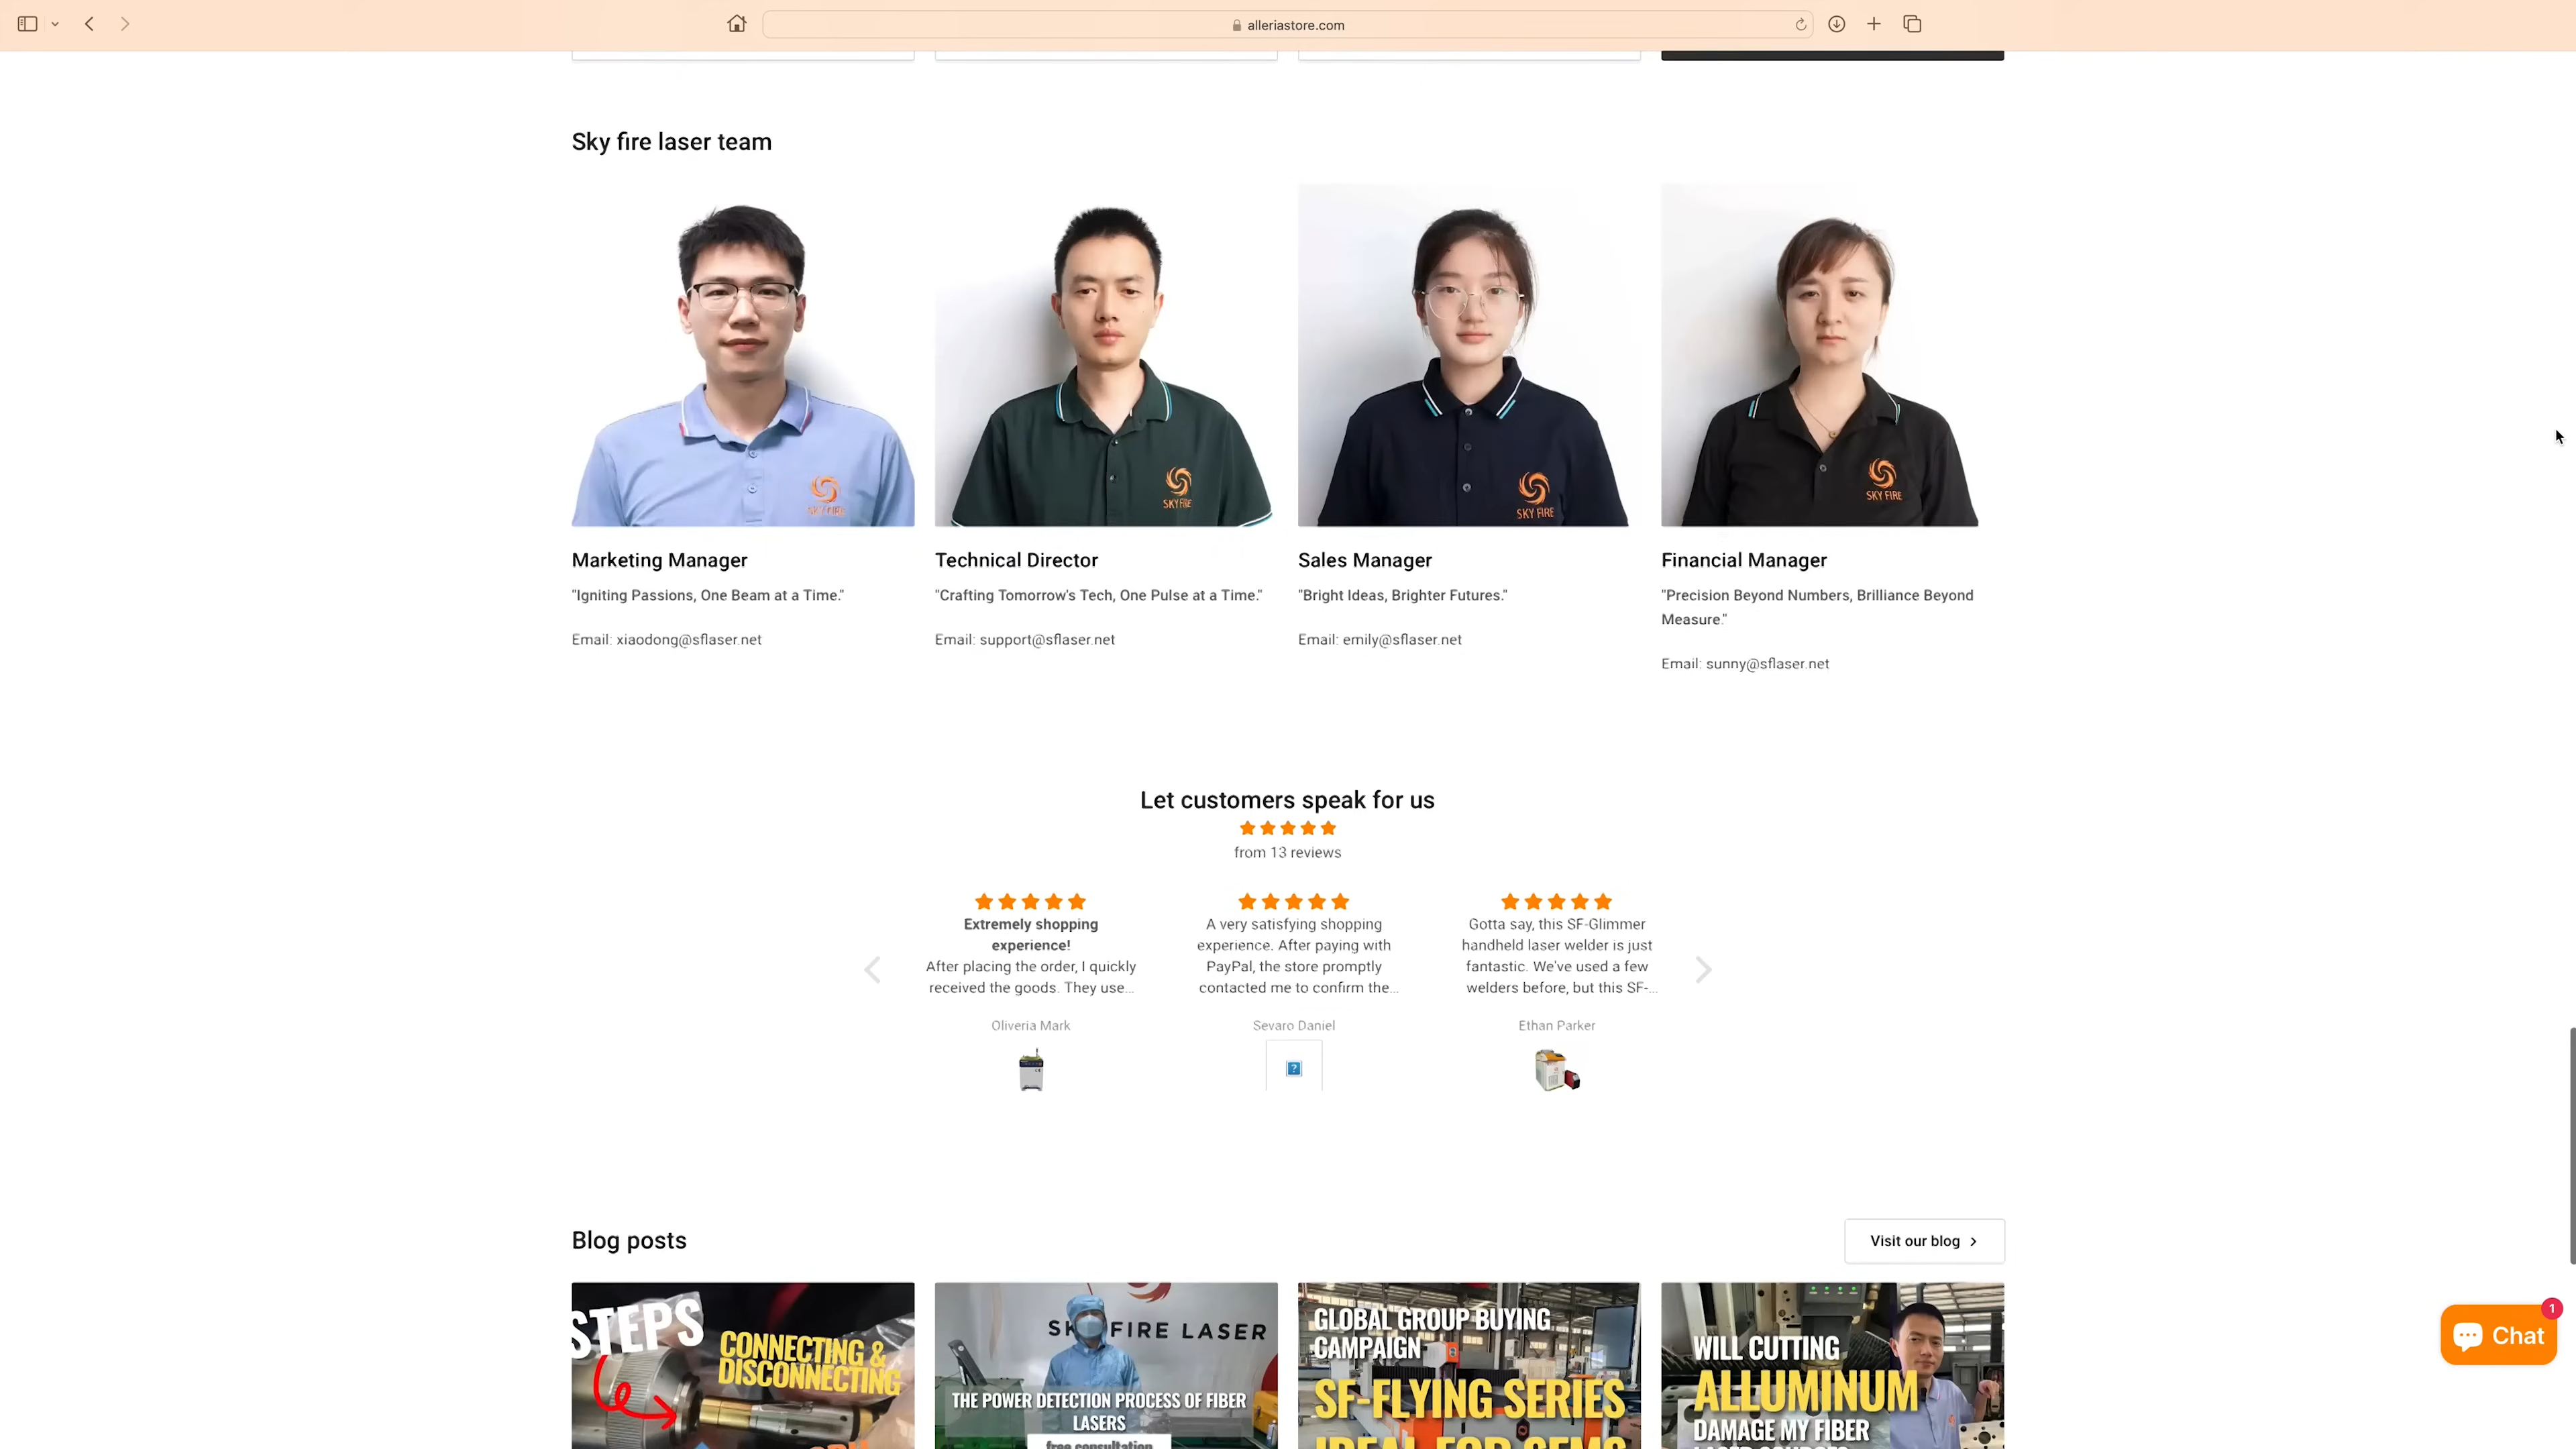 alleriastore.com
Sky fire laser team
SKY FIRE
SKY FIRE
SKY FIRE
SKY FIRE
Marketing Manager
"Igniting Passions, One Beam at a Time."
Email: xiaodong@sflaser.net
Technical Director
"Crafting Tomorrow's Tech, One Pulse at a Time."
Email: support@sflaser.net
Sales Manager
"Bright Ideas, Brighter Futures."
Email: emily@sflaser.net
Financial Manager
"Precision Beyond Numbers, Brilliance Beyond
Measure."
Email: sunny@sflaser.net
Let customers speak for us
from 13 reviews
Extremely shopping
experience!
After placing the order, I quickly
received the goods. They use...
Oliveria Mark
A very satisfying shopping
experience. After paying with
PayPal, the store promptly
contacted me to confirm the...
Sevaro Daniel
?
Gotta say, this SF-Glimmer
handheld laser welder is just
fantastic. We've used a few
welders before, but this SF-...
Ethan Parker
Blog posts
Visit our blog
STEPS
CONNECTING &
DISCONNECTING
FIRE LASER
THE POWER DETECTION PROCESS OF FIBER
LASERS
free consultation
GLOBAL GROUP BUYING
CAMPAIGN
SF-FLYING SERIES
IDEAL FOR
WILL CUTTING
ALLUMINUM
DAMAGE MY FIBER
1
Chat